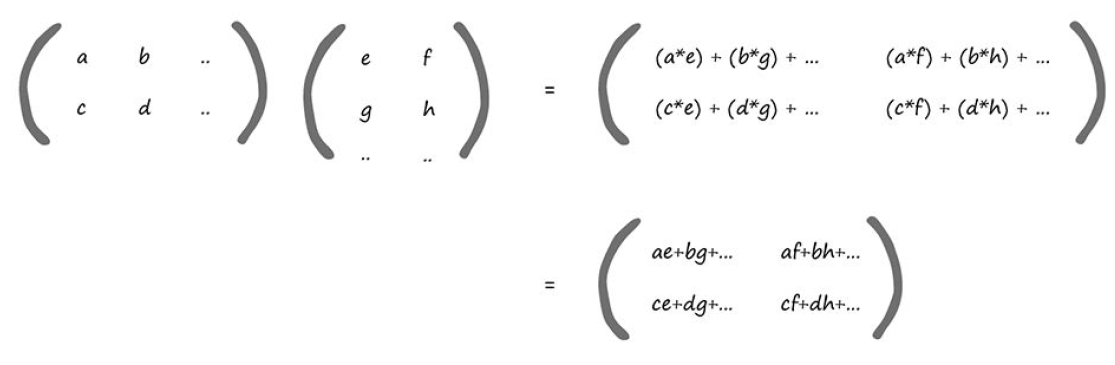 a b .. e f = (a*e) + (b*g) + ... (a*f) + (b*h) + ...
c d .. g h (c*e) + (d*g) + ... (c*f) + (d*h) + ...
.. ..
= ae+bg+... af+bh+...
ce+dg+... cf+dh+...